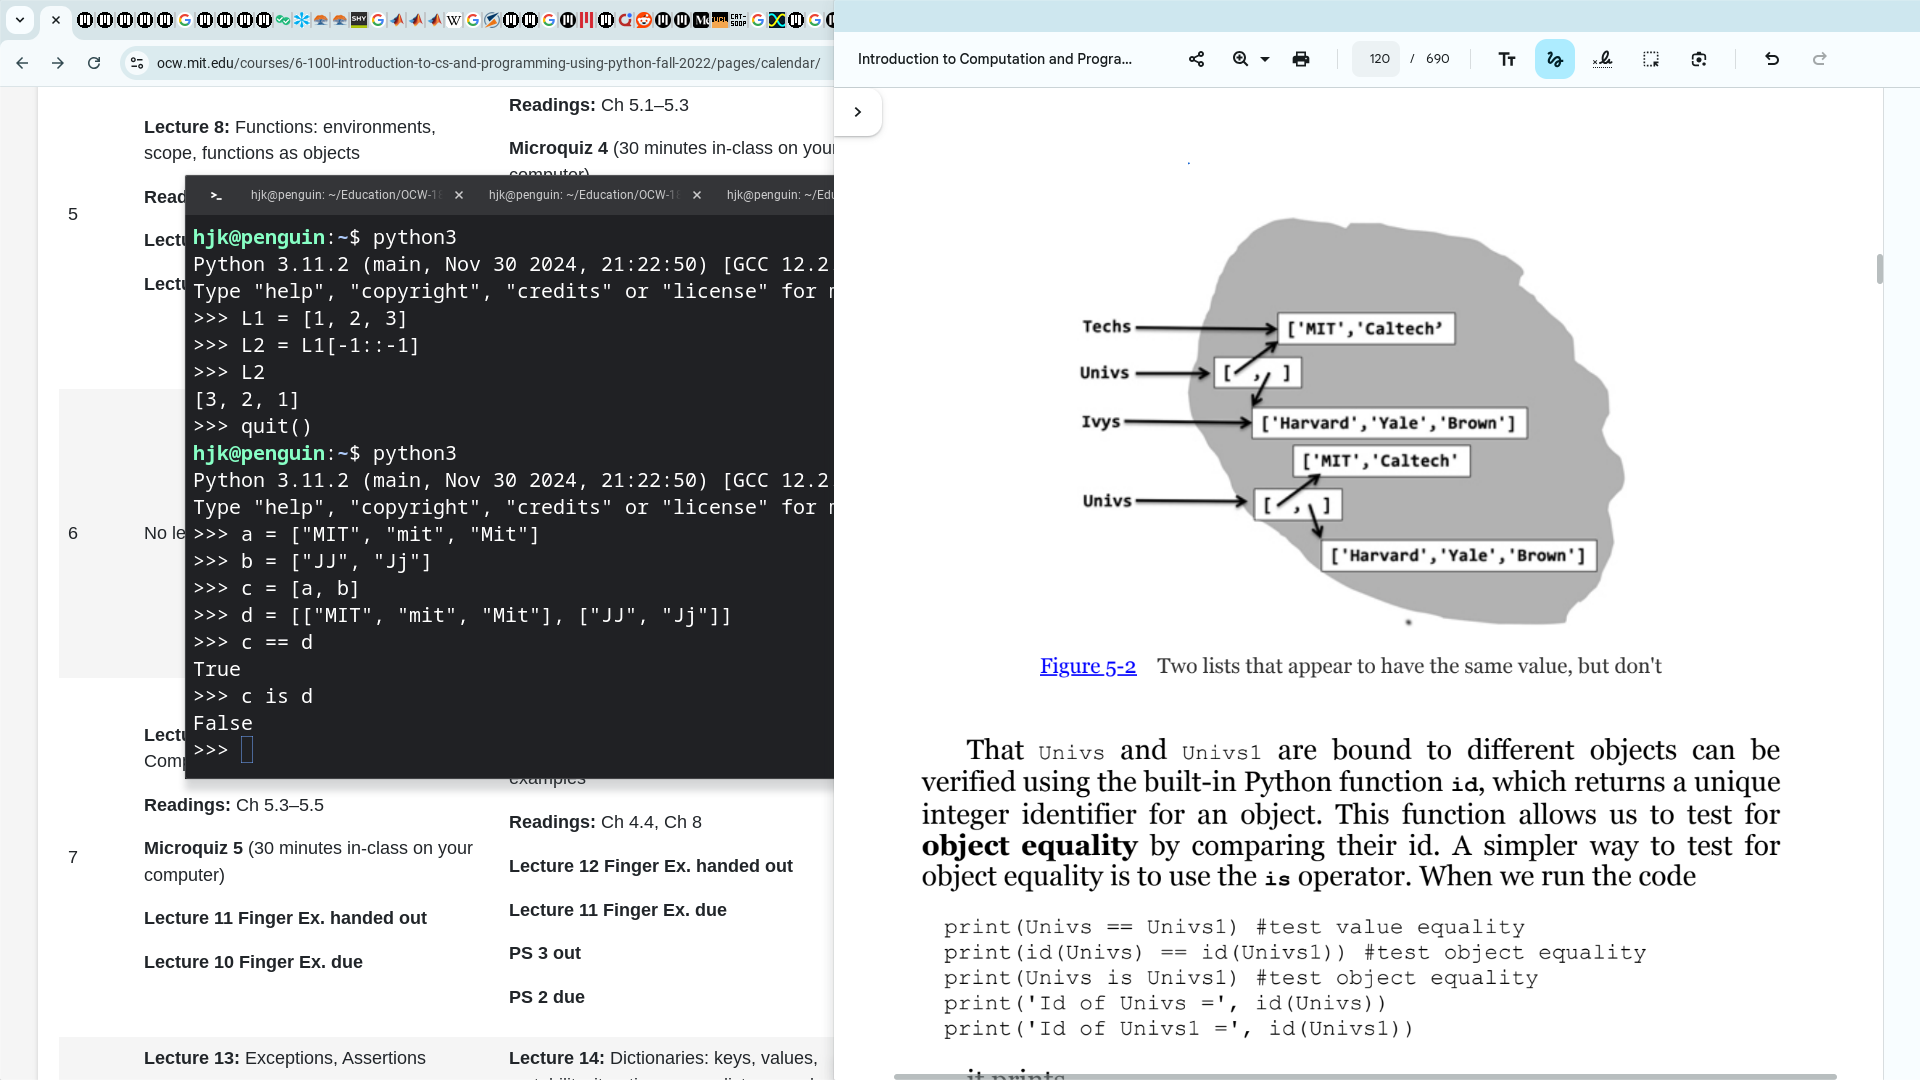 ocw.mit.edu/courses/6-100l-introduction-to-cs-and-programming-using-python-fall-2022/pages/calendar/
Lecture 8: Functions: environments,
scope, functions as objects
Readings: Ch 5.1–5.3
Microquiz 4 (30 minutes in-class on your
computer)
5
Read
Lectu
Lectu
6
No le
Lectu
Comp
examples
Readings: Ch 5.3–5.5
Readings: Ch 4.4, Ch 8
7
Microquiz 5 (30 minutes in-class on your
computer)
Lecture 12 Finger Ex. handed out
Lecture 11 Finger Ex. handed out
Lecture 11 Finger Ex. due
Lecture 10 Finger Ex. due
PS 3 out
PS 2 due
Lecture 13: Exceptions, Assertions
Lecture 14: Dictionaries: keys, values,
hjk@penguin: ~/Education/OCW-18
hjk@penguin: ~/Education/OCW-18
hjk@penguin: ~/Edu
hjk@penguin:~$ python3
Python 3.11.2 (main, Nov 30 2024, 21:22:50) [GCC 12.2
Type "help", "copyright", "credits" or "license" for m
>>> L1 = [1, 2, 3]
>>> L2 = L1[-1::-1]
>>> L2
[3, 2, 1]
>>> quit()
hjk@penguin:~$ python3
Python 3.11.2 (main, Nov 30 2024, 21:22:50) [GCC 12.2
Type "help", "copyright", "credits" or "license" for m
>>> a = ["MIT", "mit", "Mit"]
>>> b = ["JJ", "Jj"]
>>> c = [a, b]
>>> d = [["MIT", "mit", "Mit"], ["JJ", "Jj"]]
>>> c == d
True
>>> c is d
False
>>>
Introduction to Computation and Progra...
120 / 690
Techs
['MIT','Caltech’
Univs
[ , ]
Ivys
['Harvard','Yale','Brown']
['MIT','Caltech'
Univs
[ , ]
['Harvard','Yale','Brown']
Figure 5-2 Two lists that appear to have the same value, but don't
That Univs and Univs1 are bound to different objects can be
verified using the built-in Python function id, which returns a unique
integer identifier for an object. This function allows us to test for
object equality by comparing their id. A simpler way to test for
object equality is to use the is operator. When we run the code
print(Univs == Univs1) #test value equality
print(id(Univs) == id(Univs1)) #test object equality
print(Univs is Univs1) #test object equality
print('Id of Univs =', id(Univs))
print('Id of Univs1 =', id(Univs1))
it prints